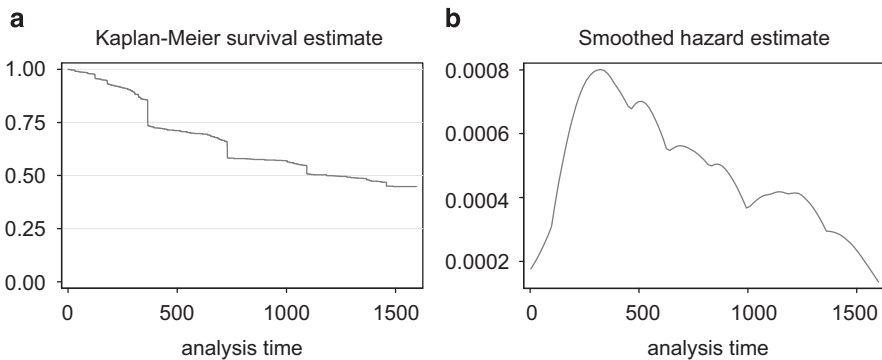 a
Kaplan-Meier survival estimate
1.00
0.75
0.50
0.25
0.00
0 500 1000 1500
analysis time
b
Smoothed hazard estimate
0.0008
0.0006
0.0004
0.0002
0 500 1000 1500
analysis time